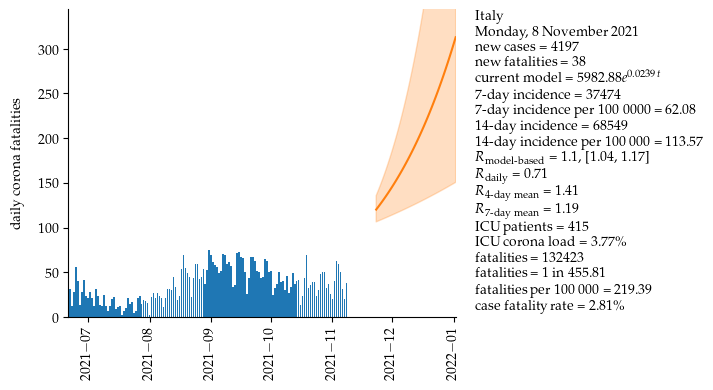 Italy
Monday, 8 November 2021
new cases = 4197
new fatalities = 38
current model = 5982.88e^0.0239 t
7-day incidence = 37474
7-day incidence per 100 0000 = 62.08
14-day incidence = 68549
14-day incidence per 100 000 = 113.57
R_model-based = 1.1, [1.04, 1.17]
R_daily = 0.71
R_4-day mean = 1.41
R_7-day mean = 1.19
ICU patients = 415
ICU corona load = 3.77%
fatalities = 132423
fatalities = 1 in 455.81
fatalities per 100 000 = 219.39
case fatality rate = 2.81%
daily corona fatalities
300
250
200
150
100
50
0
2021−07
2021−08
2021−09
2021−10
2021−11
2021−12
2022−01